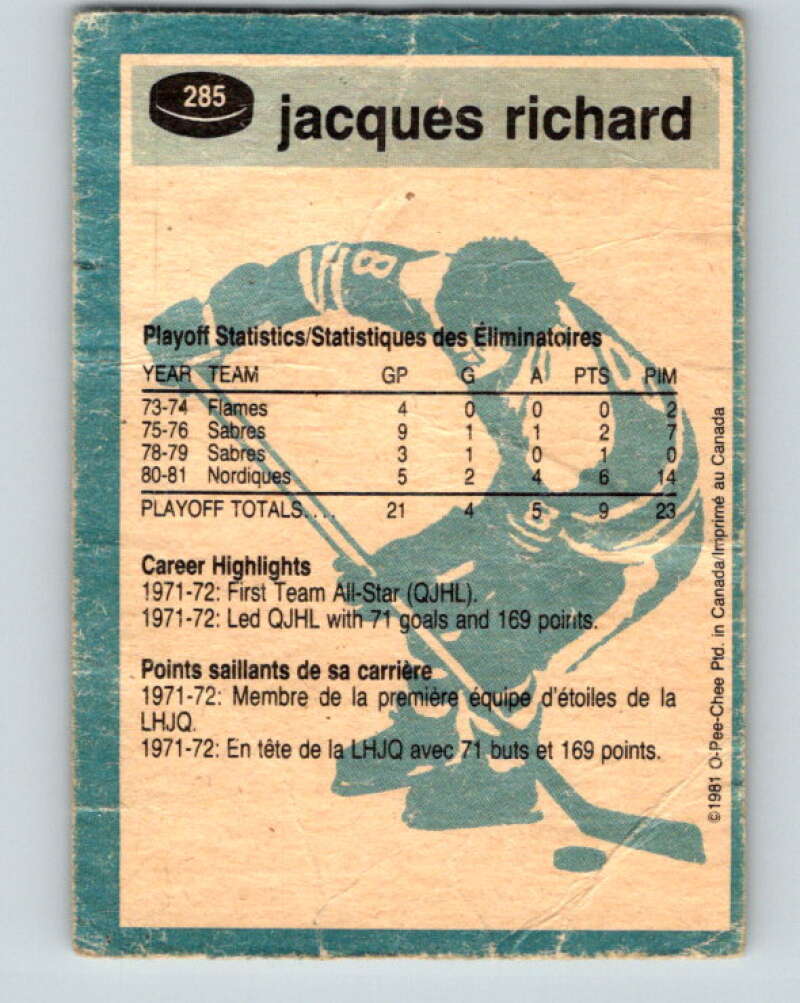 285
jacques richard
8
Playoff Statistics/Statistiques des Éliminatoires
YEAR TEAM GP G A PTS PIM
73-74 Flames 4 0 0 0 2
75-76 Sabres 9 1 1 2 7
78-79 Sabres 3 1 0 1 0
80-81 Nordiques 5 2 4 6 14
PLAYOFF TOTALS.... 21 4 5 9 23
Career Highlights
1971-72: First Team All-Star (QJHL).
1971-72: Led QJHL with 71 goals and 169 points.
Points saillants de sa carrière
1971-72: Membre de la première équipe d'étoiles de la
LHJQ.
1971-72: En tête de la LHJQ avec 71 buts et 169 points.
©1981 O-Pee-Chee Ptd. in Canada/Imprimé au Canada